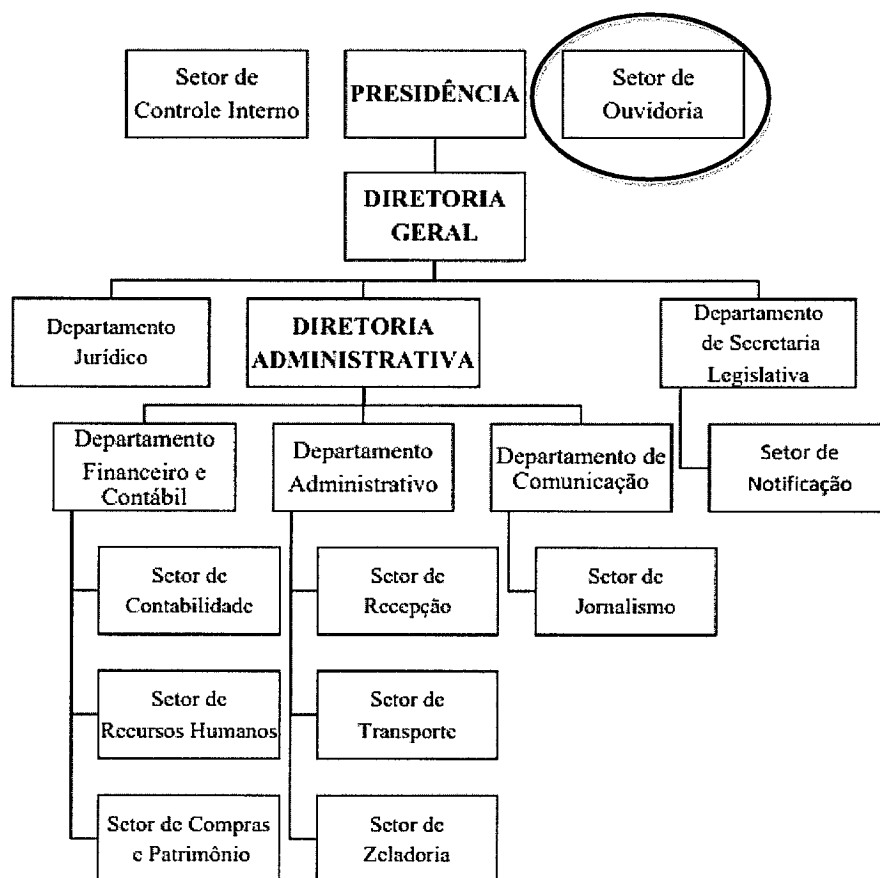 Setor de
Controle Interno
PRESIDÊNCIA
Setor de
Ouvidoria
DIRETORIA
GERAL
Departamento
Jurídico
DIRETORIA
ADMINISTRATIVA
Departamento
de Secretaria
Legislativa
Departamento
Financeiro e
Contábil
Departamento
Administrativo
Departamento de
Comunicação
Setor de
Notificação
Setor de
Contabilidade
Setor de
Recepção
Setor de
Jornalismo
Setor de
Recursos Humanos
Setor de
Transporte
Setor de Compras
e Patrimônio
Setor de
Zeladoria